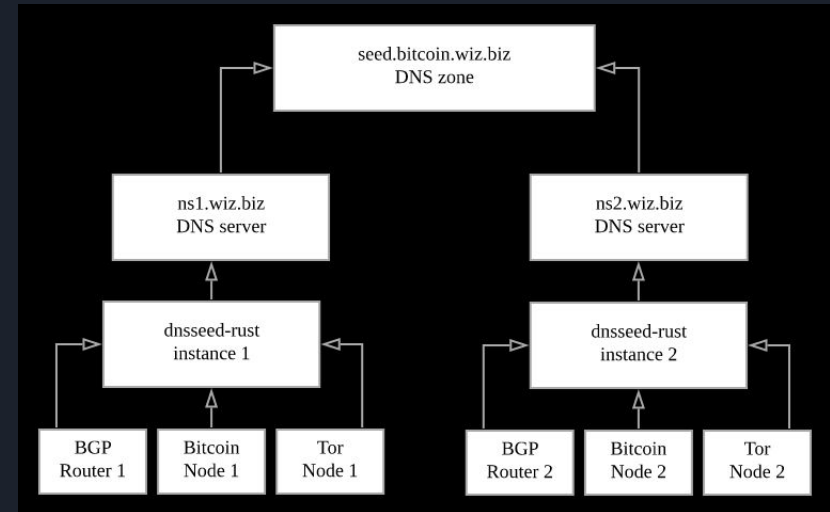 seed.bitcoin.wiz.biz
DNS zone
ns1.wiz.biz
DNS server
ns2.wiz.biz
DNS server
dnsseed-rust
instance 1
dnsseed-rust
instance 2
BGP
Router 1
Bitcoin
Node 1
Tor
Node 1
BGP
Router 2
Bitcoin
Node 2
Tor
Node 2